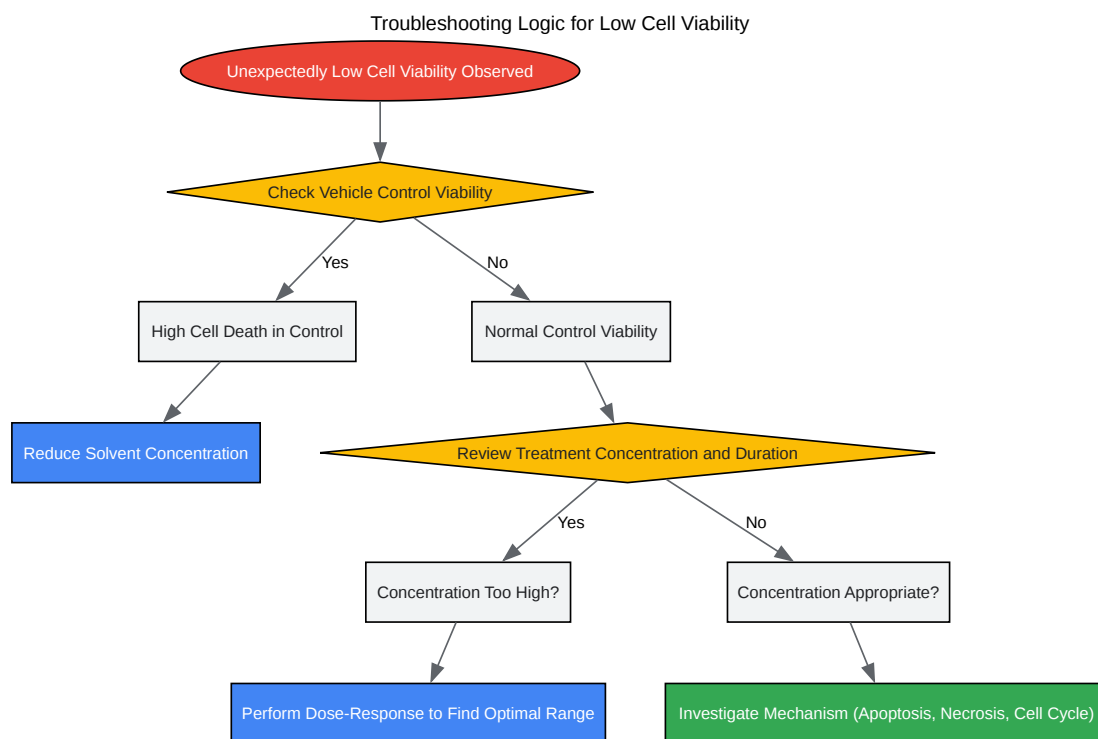 Troubleshooting Logic for Low Cell Viability
Unexpectedly Low Cell Viability Observed
Check Vehicle Control Viability
Yes
No
High Cell Death in Control
Normal Control Viability
Reduce Solvent Concentration
Review Treatment Concentration and Duration
Yes
No
Concentration Too High?
Concentration Appropriate?
Perform Dose-Response to Find Optimal Range
Investigate Mechanism (Apoptosis, Necrosis, Cell Cycle)